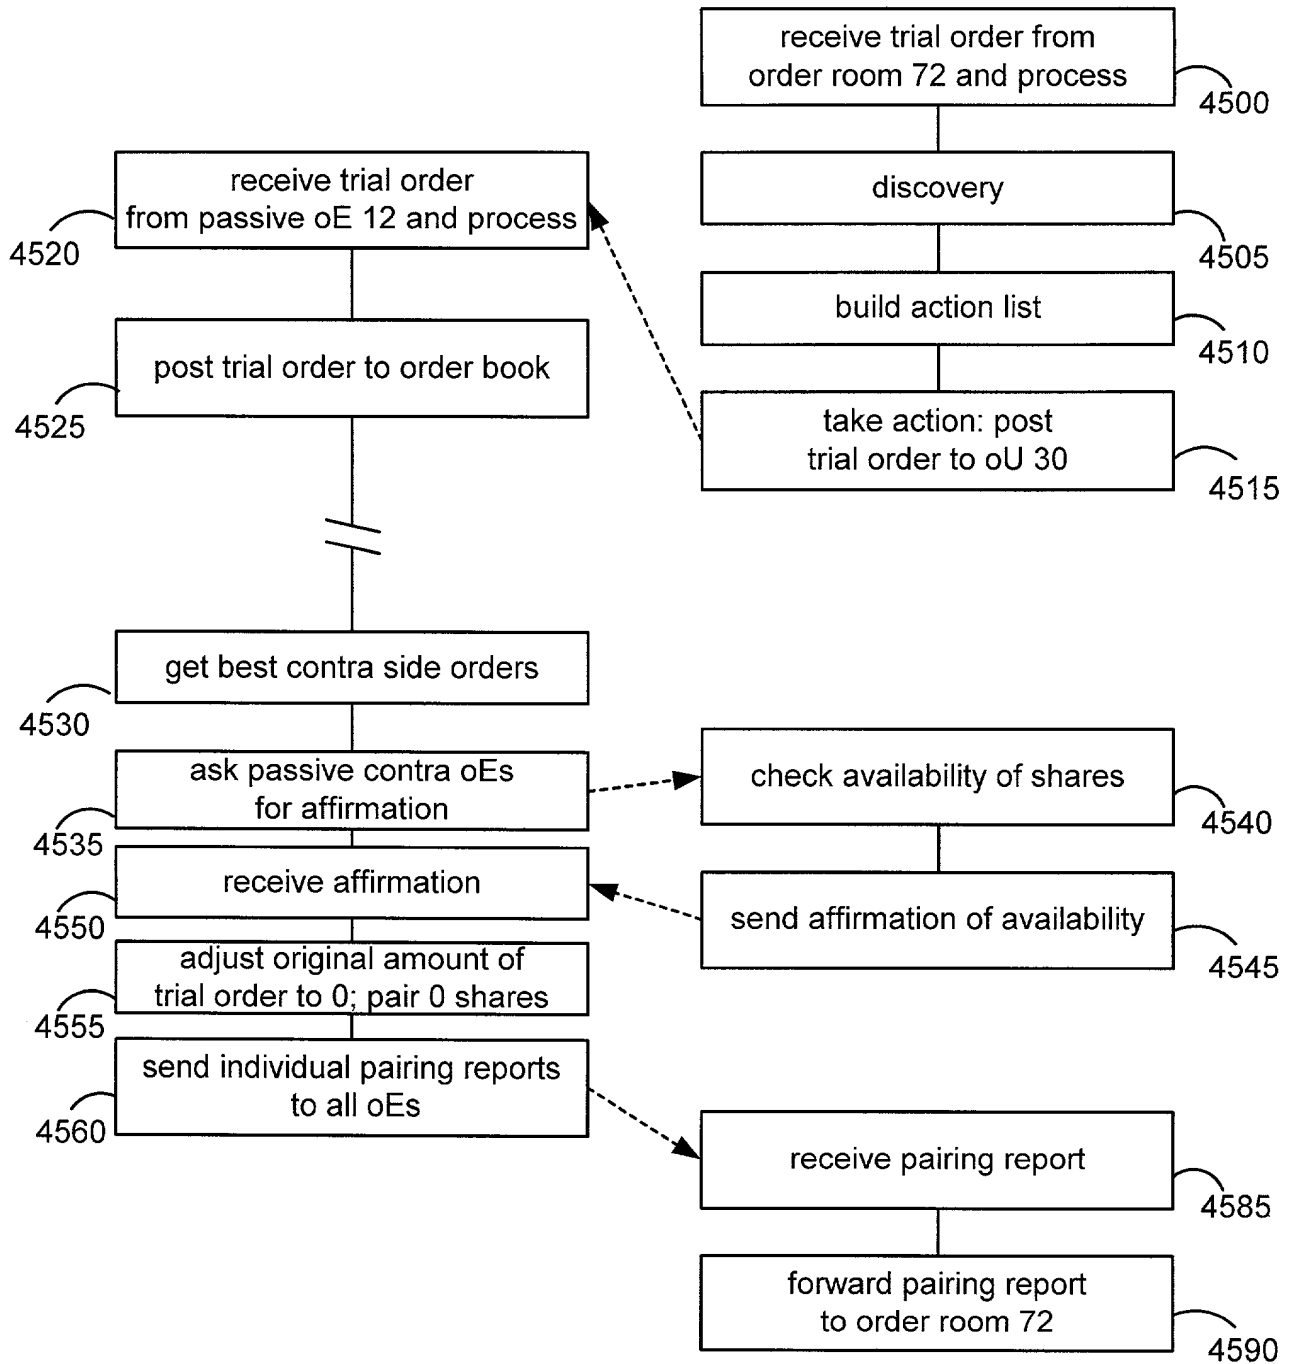 receive trial order from
order room 72 and process
4500
discovery
4505
build action list
4510
take action: post
trial order to oU 30
4515
receive trial order
from passive oE 12 and process
4520
post trial order to order book
4525
get best contra side orders
4530
ask passive contra oEs
for affirmation
4535
check availability of shares
4540
send affirmation of availability
4545
receive affirmation
4550
adjust original amount of
trial order to 0; pair 0 shares
4555
send individual pairing reports
to all oEs
4560
receive pairing report
4585
forward pairing report
to order room 72
4590